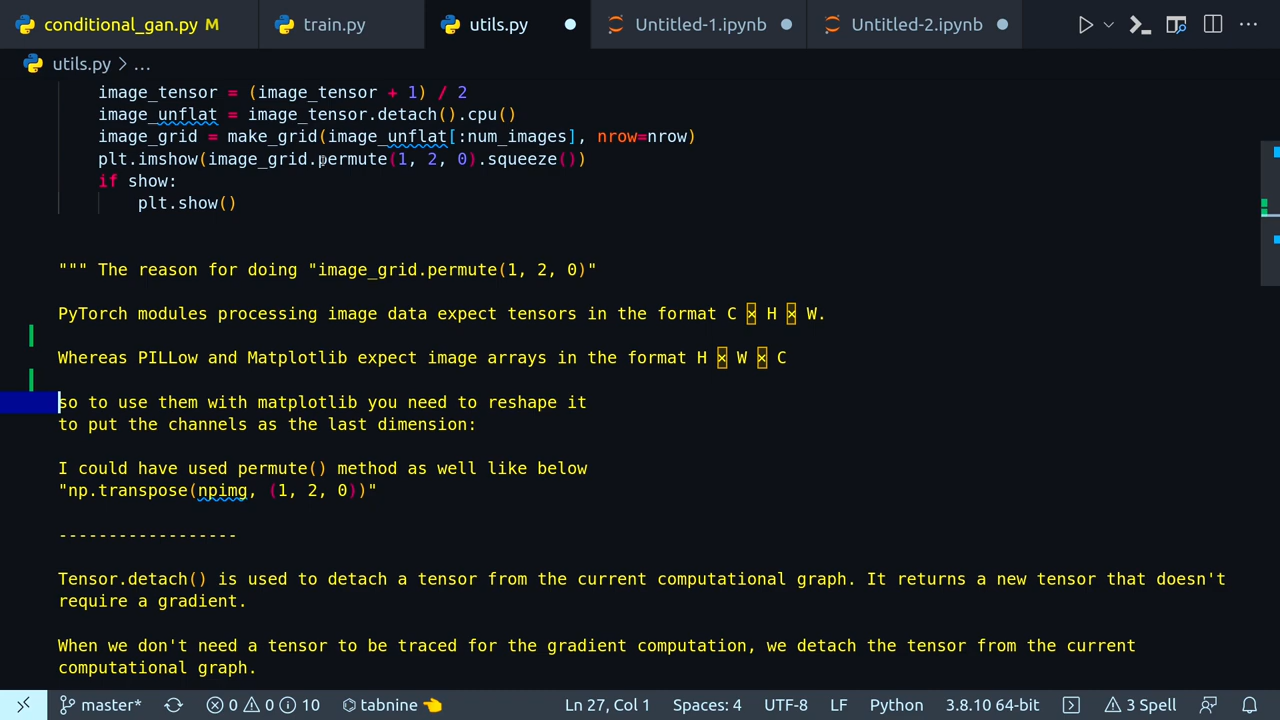 conditional_gan.py M train.py utils.py Untitled-1.ipynb Untitled-2.ipynb
utils.py > ...
image_tensor = (image_tensor + 1) / 2
image_unflat = image_tensor.detach().cpu()
image_grid = make_grid(image_unflat[:num_images], nrow=nrow)
plt.imshow(image_grid.permute(1, 2, 0).squeeze())
if show:
plt.show()
""" The reason for doing "image_grid.permute(1, 2, 0)"
PyTorch modules processing image data expect tensors in the format C × H × W.
Whereas PILLow and Matplotlib expect image arrays in the format H × W × C
so to use them with matplotlib you need to reshape it
to put the channels as the last dimension:
I could have used permute() method as well like below
"np.transpose(npimg, (1, 2, 0))"
------------------
Tensor.detach() is used to detach a tensor from the current computational graph. It returns a new tensor that doesn't
require a gradient.
When we don't need a tensor to be traced for the gradient computation, we detach the tensor from the current
computational graph.
master* 0 0 10 tabnine Ln 27, Col 1 Spaces: 4 UTF-8 LF Python 3.8.10 64-bit 3 Spell